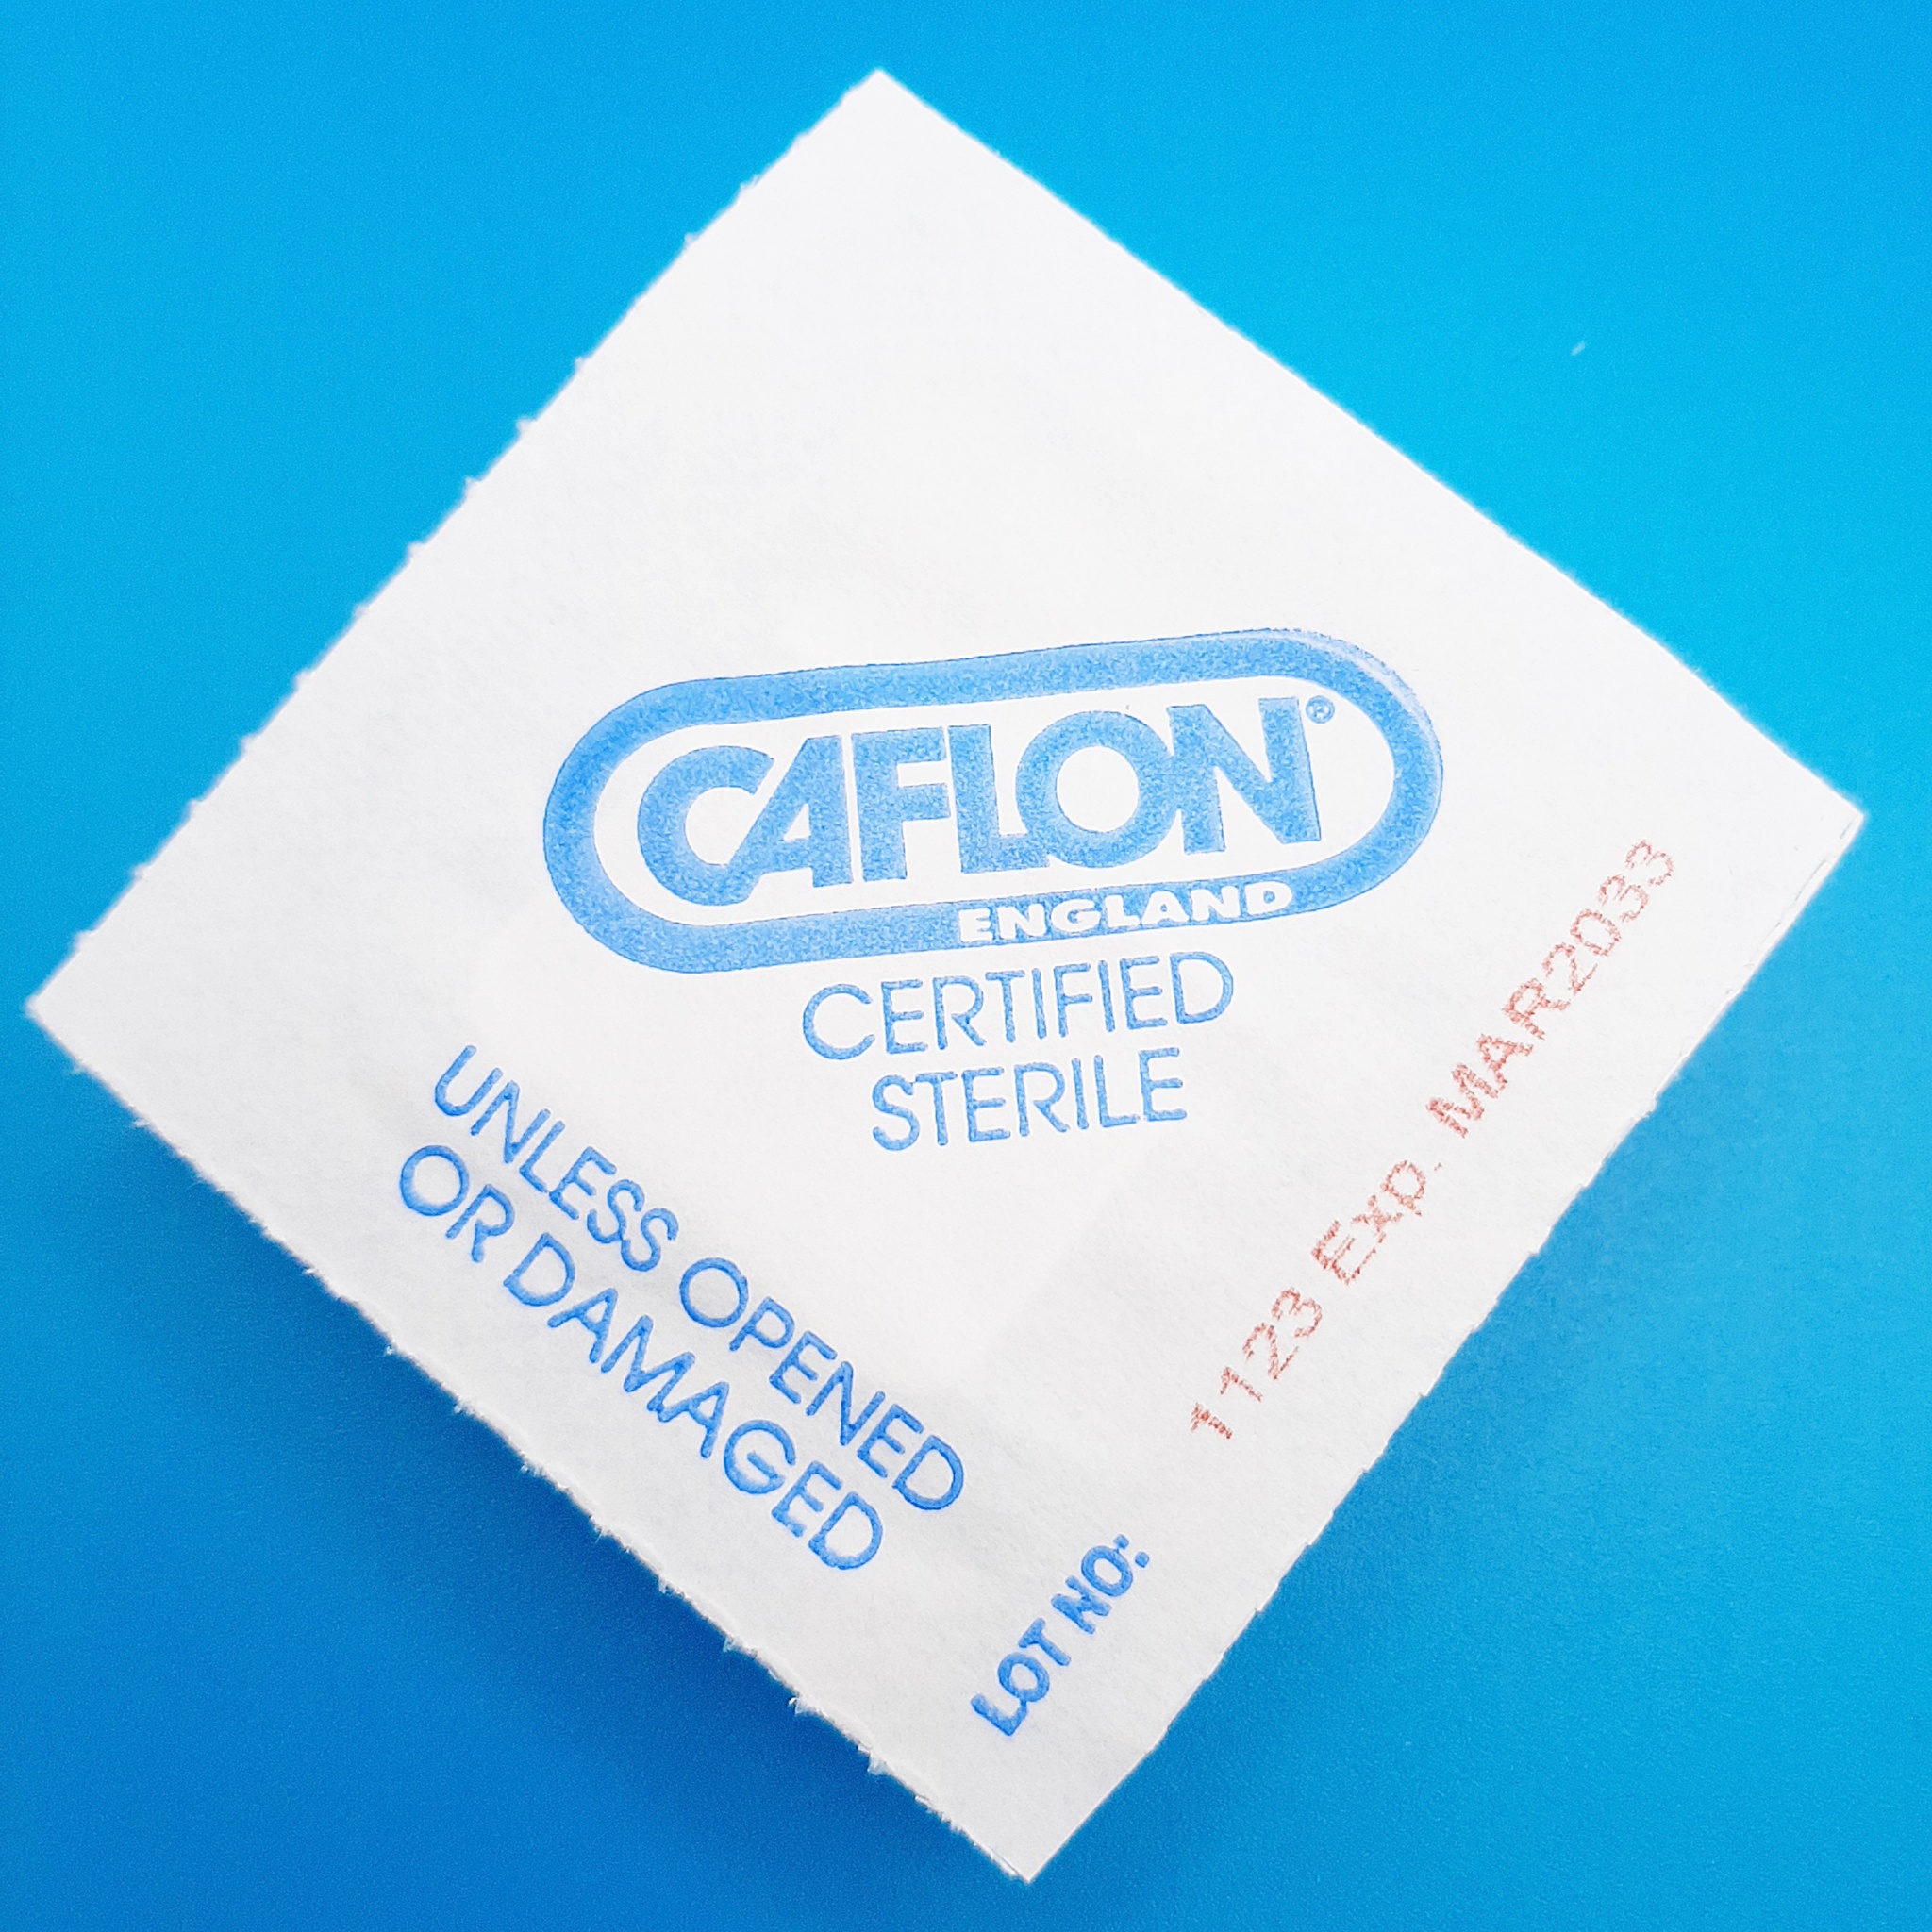 CAFLON®
ENGLAND
CERTIFIED
STERILE
UNLESS OPENED
OR DAMAGED
LOT NO: 1123 Exp. MAR2033